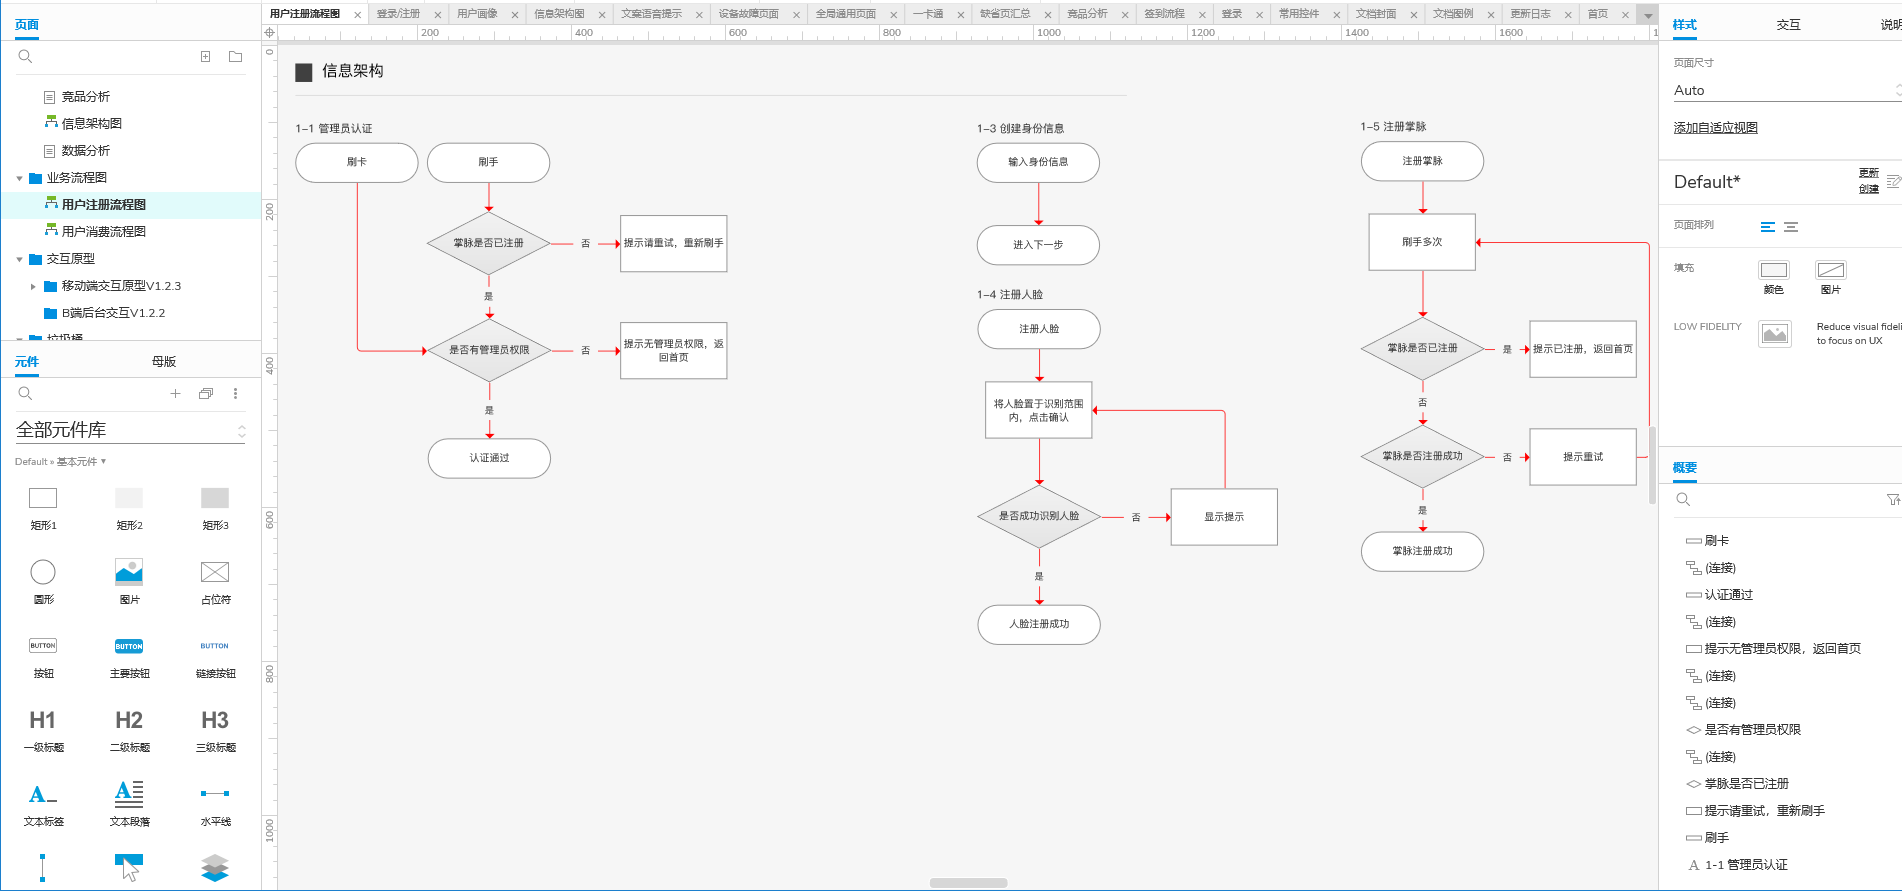 页面
竞品分析
信息架构图
数据分析
业务流程图
用户注册流程图
用户消费流程图
交互原型
移动端交互原型V1.2.3
B端后台交互V1.2.2
垃圾桶
元件
母版
全部元件库
Default » 基本元件 ▾
矩形1
矩形2
矩形3
圆形
图片
占位符
BUTTON
BUTTON
BUTTON
按钮
主要按钮
链接按钮
H1
H2
H3
一级标题
二级标题
三级标题
文本标签
文本段落
水平线
用户注册流程图
登录/注册
用户画像
信息架构图
文案语音提示
设备故障页面
全局通用页面
一卡通
缺省页汇总
竞品分析
签到流程
登录
常用控件
文档封面
文档图例
更新日志
首页
200
400
600
800
1000
1200
1400
1600
0
200
400
600
800
1000
信息架构
1-1 管理员认证
刷卡
刷手
掌脉是否已注册
否
提示请重试，重新刷手
是
是否有管理员权限
否
提示无管理员权限，返
回首页
是
认证通过
1-3 创建身份信息
输入身份信息
进入下一步
1-4 注册人脸
注册人脸
将人脸置于识别范围
内，点击确认
是否成功识别人脸
否
显示提示
是
人脸注册成功
1-5 注册掌脉
注册掌脉
刷手多次
掌脉是否已注册
是
提示已注册，返回首页
否
掌脉是否注册成功
否
提示重试
是
掌脉注册成功
样式
交互
说明
页面尺寸
Auto
添加自适应视图
Default*
更新
创建
页面排列
填充
颜色
图片
LOW FIDELITY
Reduce visual fideli
to focus on UX
概要
刷卡
(连接)
认证通过
(连接)
提示无管理员权限，返回首页
(连接)
(连接)
是否有管理员权限
(连接)
掌脉是否已注册
提示请重试，重新刷手
刷手
1-1 管理员认证